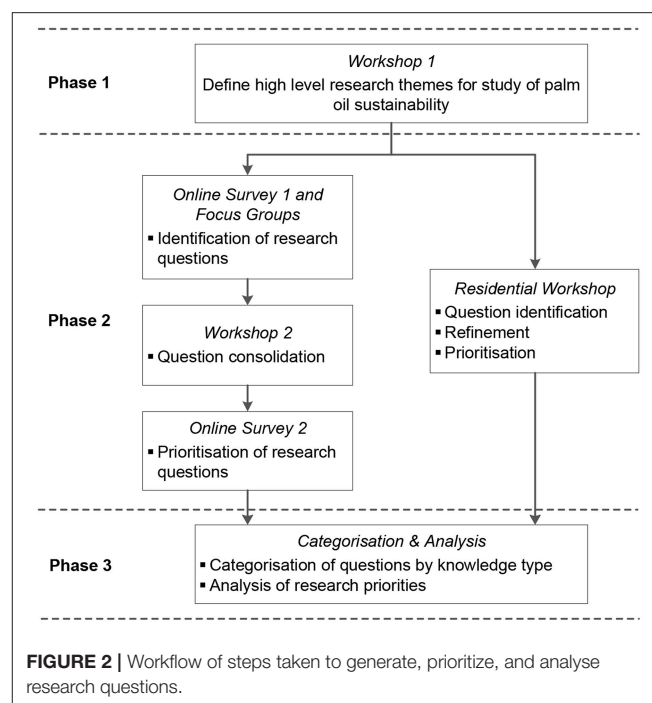 Phase 1
Workshop 1
Define high level research themes for study of palm
oil sustainability
Phase 2
Online Survey 1 and
Focus Groups
▪ Identification of research
questions
Workshop 2
▪ Question consolidation
Online Survey 2
▪ Prioritisation of research
questions
Residential Workshop
▪ Question identification
▪ Refinement
▪ Prioritisation
Phase 3
Categorisation & Analysis
▪ Categorisation of questions by knowledge type
▪ Analysis of research priorities
FIGURE 2 | Workflow of steps taken to generate, prioritize, and analyse
research questions.